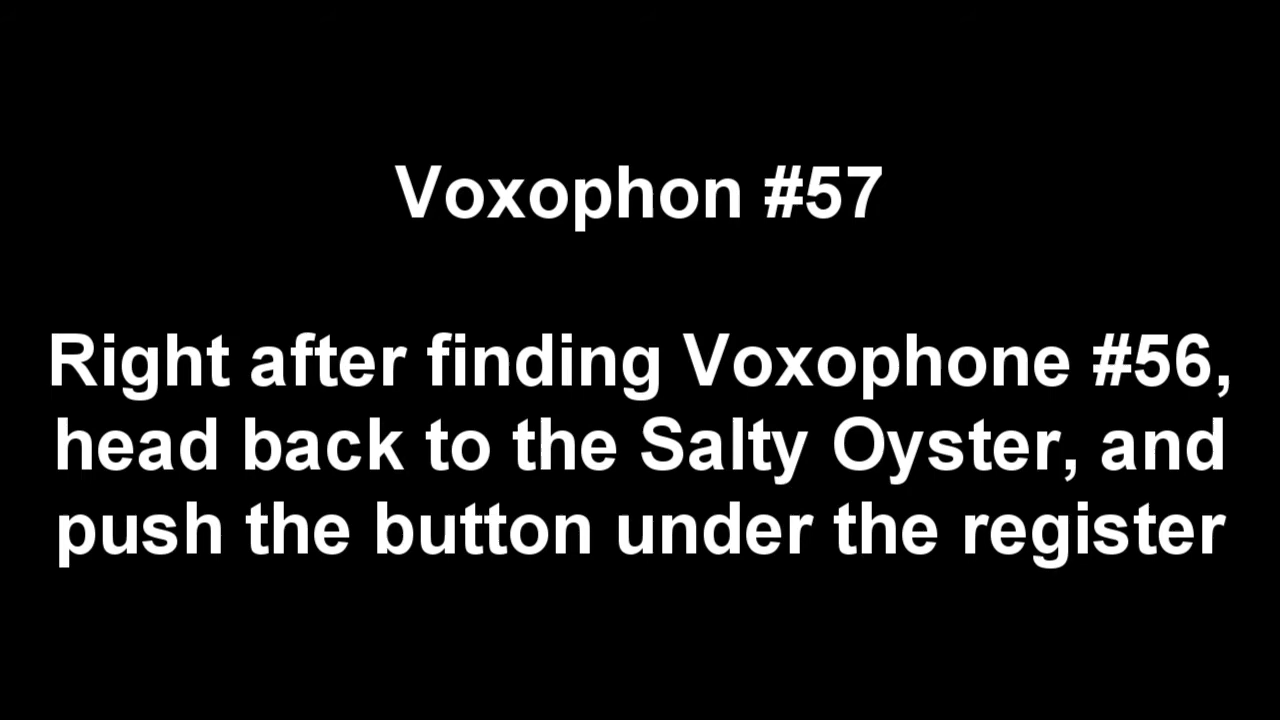 Voxophon #57
Right after finding Voxophone #56,
head back to the Salty Oyster, and
push the button under the register